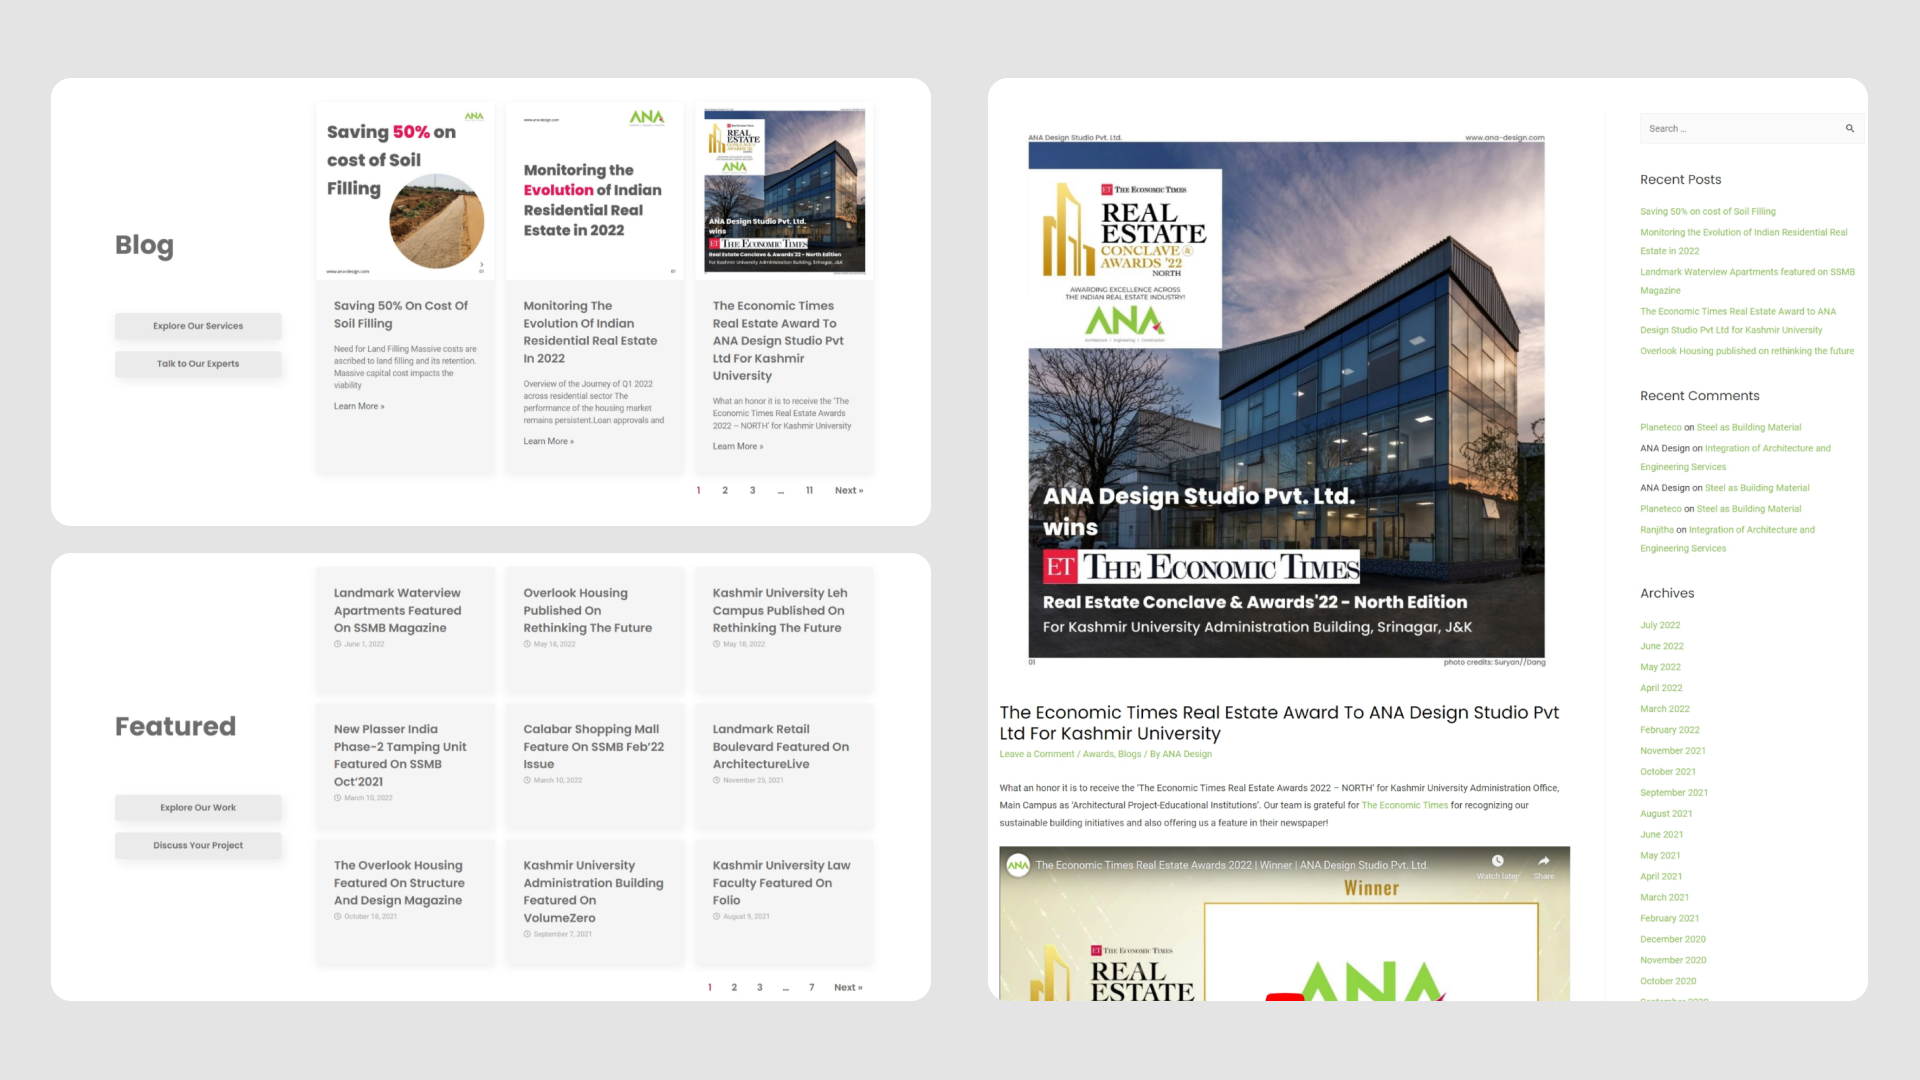 Blog
Explore Our Services
Talk to Our Experts
ANA
Saving 50% on
cost of Soil
Filling
www.ana-design.com
01
Saving 50% On Cost Of
Soil Filling
Need for Land Filling Massive costs are
ascribed to land filling and its retention.
Massive capital cost impacts the
viability
Learn More »
www.ana-design.com
ANA
Monitoring the
Evolution of Indian
Residential Real
Estate in 2022
01
Monitoring The
Evolution Of Indian
Residential Real Estate
In 2022
Overview of the Journey of Q1 2022
across residential sector The
performance of the housing market
remains persistent.Loan approvals and
Learn More »
REAL
ESTATE
CONCLAVE &
AWARDS '22
ANA
ANA Design Studio Pvt. Ltd.
wins
ET THE ECONOMIC TIMES
Real Estate Conclave & Awards'22 - North Edition
For Kashmir University Administration Building, Srinagar, J&K
The Economic Times
Real Estate Award To
ANA Design Studio Pvt
Ltd For Kashmir
University
What an honor it is to receive the 'The
Economic Times Real Estate Awards
2022 – NORTH' for Kashmir University
Learn More »
1 2 3 … 11 Next »
Featured
Explore Our Work
Discuss Your Project
Landmark Waterview
Apartments Featured
On SSMB Magazine
June 1, 2022
Overlook Housing
Published On
Rethinking The Future
May 18, 2022
Kashmir University Leh
Campus Published On
Rethinking The Future
May 18, 2022
New Plasser India
Phase-2 Tamping Unit
Featured On SSMB
Oct'2021
March 10, 2022
Calabar Shopping Mall
Feature On SSMB Feb'22
Issue
March 10, 2022
Landmark Retail
Boulevard Featured On
ArchitectureLive
November 25, 2021
The Overlook Housing
Featured On Structure
And Design Magazine
October 16, 2021
Kashmir University
Administration Building
Featured On
VolumeZero
September 7, 2021
Kashmir University Law
Faculty Featured On
Folio
August 9, 2021
1 2 3 … 7 Next »
ANA Design Studio Pvt. Ltd.
www.ana-design.com
ET THE ECONOMIC TIMES
REAL
ESTATE
CONCLAVE &
AWARDS '22
NORTH
AWARDING EXCELLENCE ACROSS
THE INDIAN REAL ESTATE INDUSTRY!
ANA
Architecture | Engineering | Construction
ANA Design Studio Pvt. Ltd.
wins
ET THE ECONOMIC TIMES
Real Estate Conclave & Awards'22 - North Edition
For Kashmir University Administration Building, Srinagar, J&K
01
photo credits: Suryan//Dang
The Economic Times Real Estate Award To ANA Design Studio Pvt
Ltd For Kashmir University
Leave a Comment / Awards, Blogs / By ANA Design
What an honor it is to receive the 'The Economic Times Real Estate Awards 2022 – NORTH' for Kashmir University Administration Office,
Main Campus as 'Architectural Project-Educational Institutions'. Our team is grateful for The Economic Times for recognizing our
sustainable building initiatives and also offering us a feature in their newspaper!
ANA
The Economic Times Real Estate Awards 2022 | Winner | ANA Design Studio Pvt. Ltd.
Watch later
Share
Winner
ET THE ECONOMIC TIMES
REAL
ESTATE
ANA
Search ...
Recent Posts
Saving 50% on cost of Soil Filling
Monitoring the Evolution of Indian Residential Real
Estate in 2022
Landmark Waterview Apartments featured on SSMB
Magazine
The Economic Times Real Estate Award to ANA
Design Studio Pvt Ltd for Kashmir University
Overlook Housing published on rethinking the future
Recent Comments
Planeteco on Steel as Building Material
ANA Design on Integration of Architecture and
Engineering Services
ANA Design on Steel as Building Material
Planeteco on Steel as Building Material
Ranjitha on Integration of Architecture and
Engineering Services
Archives
July 2022
June 2022
May 2022
April 2022
March 2022
February 2022
November 2021
October 2021
September 2021
August 2021
June 2021
May 2021
April 2021
March 2021
February 2021
December 2020
November 2020
October 2020
September 2020